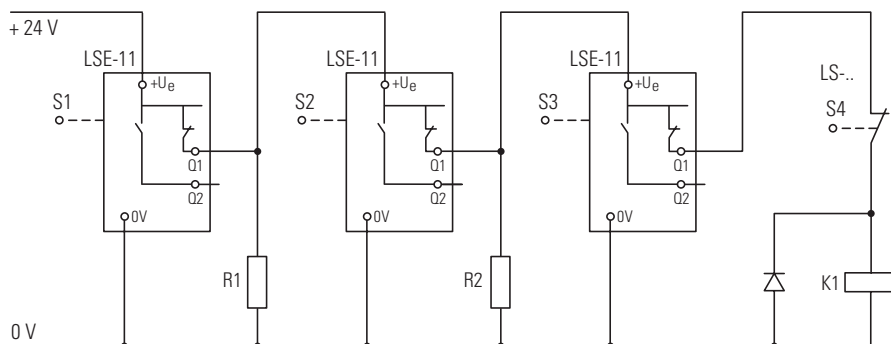 + 24 V
LSE-11
LSE-11
LSE-11
LS-..
+Ue
+Ue
+Ue
S1
S2
S3
S4
Q1
Q1
Q1
Q2
Q2
Q2
0V
0V
0V
R1
R2
K1
0 V